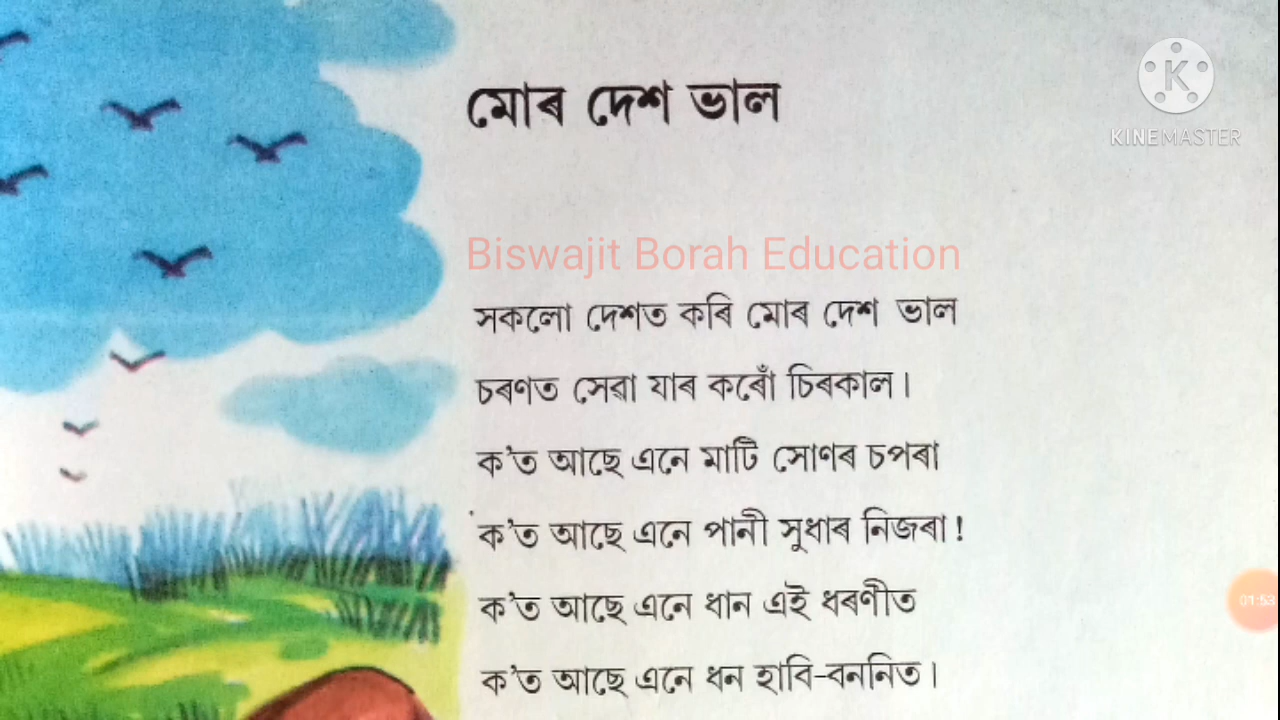 মোৰ দেশ ভাল
KINEMASTER
Biswajit Borah Education
সকলো দেশত কৰি মোৰ দেশ ভাল
চৰণত সেৱা যাৰ কৰোঁ চিৰকাল।
ক'ত আছে এনে মাটি সোণৰ চপৰা
ক'ত আছে এনে পানী সুধাৰ নিজৰা!
ক'ত আছে এনে ধান এই ধৰণীত
01:53
ক'ত আছে এনে ধন হাবি-বননিত।